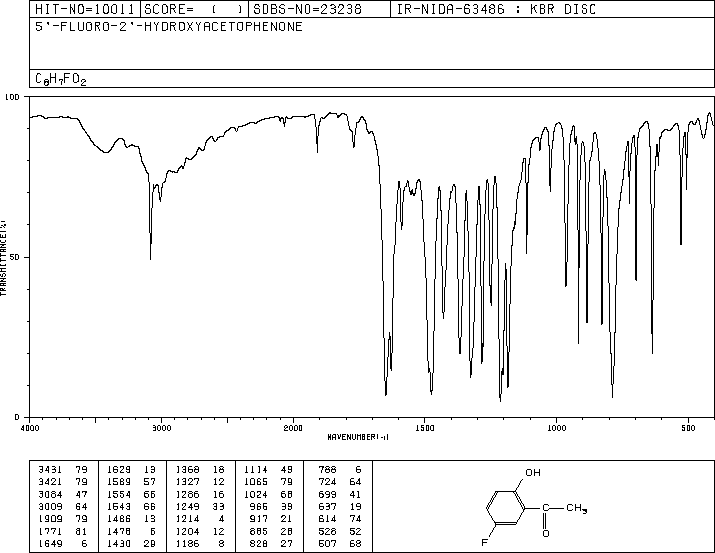 HIT-NO=10011 SCORE= ( ) SDBS-NO=23238 IR-NIDA-63486 : KBR DISC
5'-FLUORO-2'-HYDROXYACETOPHENONE
C8H7FO2
100
50
0
TRANSMITTANCE(%)
4000 3000 2000 1500 1000 500
WAVENUMBER(-1)
3431 79 1629 13 1368 18 1114 49 788 6
3421 79 1589 57 1327 12 1065 79 724 64
3084 47 1554 66 1286 16 1024 68 699 41
3009 64 1543 66 1249 33 966 39 637 19
1909 79 1486 13 1214 4 917 21 614 74
1771 81 1478 6 1204 12 885 28 528 52
1649 6 1430 29 1186 8 828 27 507 68
OH
C CH3
O
F